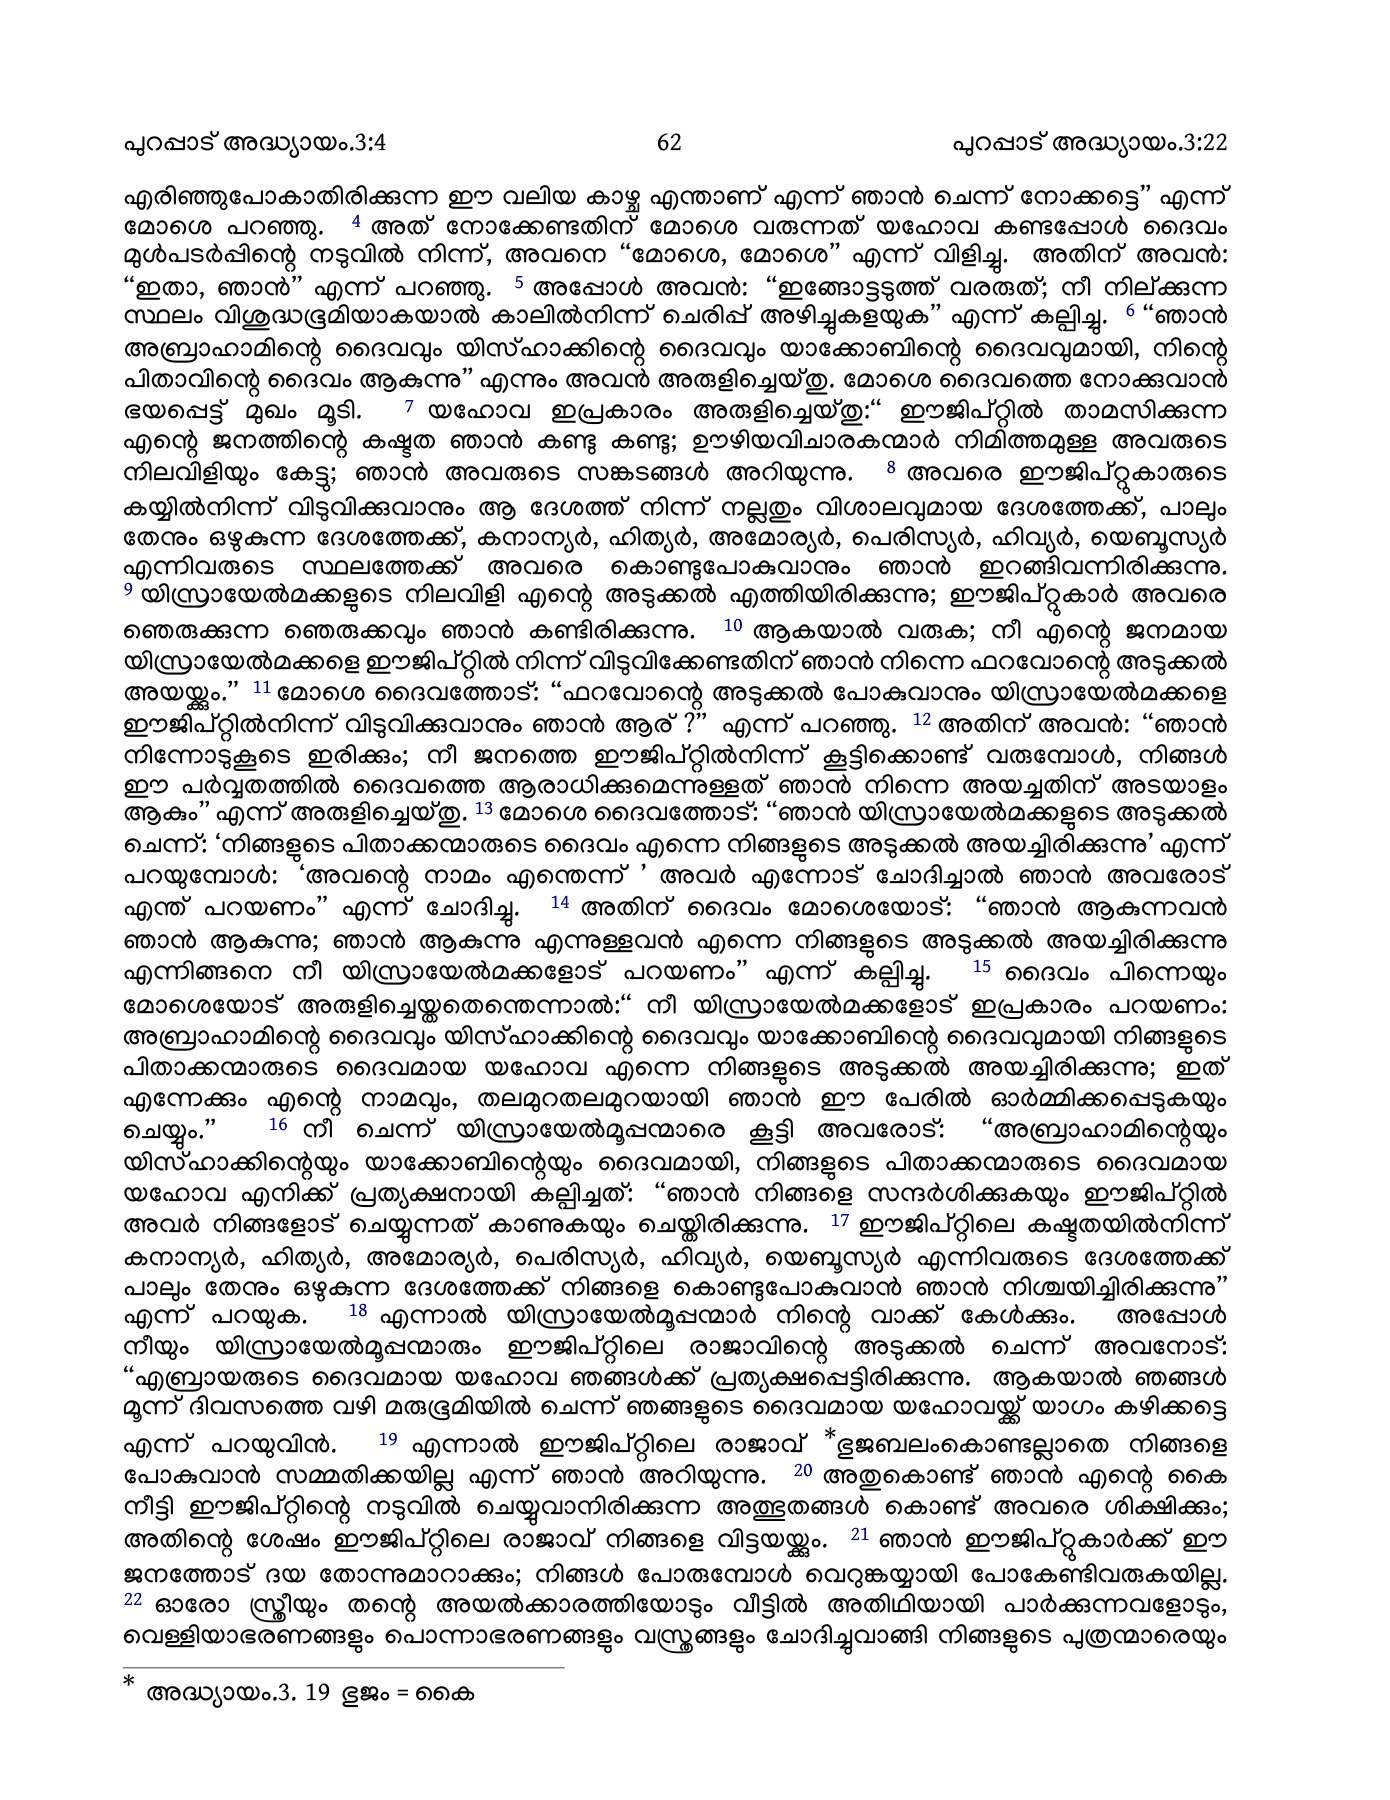 പുറപ്പാട് അദ്ധ്യായം.3:4 62 പുറപ്പാട് അദ്ധ്യായം.3:22
എരിഞ്ഞുപോകാതിരിക്കുന്ന ഈ വലിയ കാഴ്ച എന്താണ് എന്ന് ഞാൻ ചെന്ന് നോക്കട്ടെ” എന്ന്
മോശെ പറഞ്ഞു. 4 അത് നോക്കേണ്ടതിന് മോശെ വരുന്നത് യഹോവ കണ്ടപ്പോൾ ദൈവം
മുൾപടർപ്പിന്റെ നടുവിൽ നിന്ന്, അവനെ “മോശെ, മോശെ” എന്ന് വിളിച്ചു. അതിന് അവൻ:
“ഇതാ, ഞാൻ” എന്ന് പറഞ്ഞു. 5 അപ്പോൾ അവൻ: “ഇങ്ങോട്ടടുത്ത് വരരുത്; നീ നില്ക്കുന്ന
സ്ഥലം വിശുദ്ധഭൂമിയാകയാൽ കാലിൽനിന്ന് ചെരിപ്പ് അഴിച്ചുകളയുക” എന്ന് കല്പിച്ചു. 6 “ഞാൻ
അബ്രാഹാമിന്റെ ദൈവവും യിസ്ഹാക്കിന്റെ ദൈവവും യാക്കോബിന്റെ ദൈവവുമായി, നിന്റെ
പിതാവിന്റെ ദൈവം ആകുന്നു” എന്നും അവൻ അരുളിച്ചെയ്തു. മോശെ ദൈവത്തെ നോക്കുവാൻ
ഭയപ്പെട്ട് മുഖം മൂടി. 7 യഹോവ ഇപ്രകാരം അരുളിച്ചെയ്തു:“ ഈജിപ്റ്റിൽ താമസിക്കുന്ന
എന്റെ ജനത്തിന്റെ കഷ്ടത ഞാൻ കണ്ടു കണ്ടു; ഊഴിയവിചാരകന്മാർ നിമിത്തമുള്ള അവരുടെ
നിലവിളിയും കേട്ടു; ഞാൻ അവരുടെ സങ്കടങ്ങൾ അറിയുന്നു. 8 അവരെ ഈജിപ്റ്റുകാരുടെ
കയ്യിൽനിന്ന് വിടുവിക്കുവാനും ആ ദേശത്ത് നിന്ന് നല്ലതും വിശാലവുമായ ദേശത്തേക്ക്, പാലും
തേനും ഒഴുകുന്ന ദേശത്തേക്ക്, കനാന്യർ, ഹിത്യർ, അമോര്യർ, പെരിസ്യർ, ഹിവ്യർ, യെബൂസ്യർ
എന്നിവരുടെ സ്ഥലത്തേക്ക് അവരെ കൊണ്ടുപോകുവാനും ഞാൻ ഇറങ്ങിവന്നിരിക്കുന്നു.
9 യിസ്രായേൽമക്കളുടെ നിലവിളി എന്റെ അടുക്കൽ എത്തിയിരിക്കുന്നു; ഈജിപ്റ്റുകാർ അവരെ
ഞെരുക്കുന്ന ഞെരുക്കവും ഞാൻ കണ്ടിരിക്കുന്നു. 10 ആകയാൽ വരുക; നീ എന്റെ ജനമായ
യിസ്രായേൽമക്കളെ ഈജിപ്റ്റിൽ നിന്ന് വിടുവിക്കേണ്ടതിന് ഞാൻ നിന്നെ ഫറവോന്റെ അടുക്കൽ
അയയ്ക്കും.” 11 മോശെ ദൈവത്തോട്: “ഫറവോന്റെ അടുക്കൽ പോകുവാനും യിസ്രായേൽമക്കളെ
ഈജിപ്റ്റിൽനിന്ന് വിടുവിക്കുവാനും ഞാൻ ആര് ?” എന്ന് പറഞ്ഞു. 12 അതിന് അവൻ: “ഞാൻ
നിന്നോടുകൂടെ ഇരിക്കും; നീ ജനത്തെ ഈജിപ്റ്റിൽനിന്ന് കൂട്ടിക്കൊണ്ട് വരുമ്പോൾ, നിങ്ങൾ
ഈ പർവ്വതത്തിൽ ദൈവത്തെ ആരാധിക്കുമെന്നുള്ളത് ഞാൻ നിന്നെ അയച്ചതിന് അടയാളം
ആകും” എന്ന് അരുളിച്ചെയ്തു. 13 മോശെ ദൈവത്തോട്: “ഞാൻ യിസ്രായേൽമക്കളുടെ അടുക്കൽ
ചെന്ന്: ‘നിങ്ങളുടെ പിതാക്കന്മാരുടെ ദൈവം എന്നെ നിങ്ങളുടെ അടുക്കൽ അയച്ചിരിക്കുന്നു’ എന്ന്
പറയുമ്പോൾ: ‘അവന്റെ നാമം എന്തെന്ന് ’ അവർ എന്നോട് ചോദിച്ചാൽ ഞാൻ അവരോട്
എന്ത് പറയണം” എന്ന് ചോദിച്ചു. 14 അതിന് ദൈവം മോശെയോട്: “ഞാൻ ആകുന്നവൻ
ഞാൻ ആകുന്നു; ഞാൻ ആകുന്നു എന്നുള്ളവൻ എന്നെ നിങ്ങളുടെ അടുക്കൽ അയച്ചിരിക്കുന്നു
എന്നിങ്ങനെ നീ യിസ്രായേൽമക്കളോട് പറയണം” എന്ന് കല്പിച്ചു. 15 ദൈവം പിന്നെയും
മോശെയോട് അരുളിച്ചെയ്തതെന്തെന്നാൽ:“ നീ യിസ്രായേൽമക്കളോട് ഇപ്രകാരം പറയണം:
അബ്രാഹാമിന്റെ ദൈവവും യിസ്ഹാക്കിന്റെ ദൈവവും യാക്കോബിന്റെ ദൈവവുമായി നിങ്ങളുടെ
പിതാക്കന്മാരുടെ ദൈവമായ യഹോവ എന്നെ നിങ്ങളുടെ അടുക്കൽ അയച്ചിരിക്കുന്നു; ഇത്
എന്നേക്കും എന്റെ നാമവും, തലമുറതലമുറയായി ഞാൻ ഈ പേരിൽ ഓർമ്മിക്കപ്പെടുകയും
ചെയ്യും.” 16 നീ ചെന്ന് യിസ്രായേൽമൂപ്പന്മാരെ കൂട്ടി അവരോട്: “അബ്രാഹാമിന്റെയും
യിസ്ഹാക്കിന്റെയും യാക്കോബിന്റെയും ദൈവമായി, നിങ്ങളുടെ പിതാക്കന്മാരുടെ ദൈവമായ
യഹോവ എനിക്ക് പ്രത്യക്ഷനായി കല്പിച്ചത്: “ഞാൻ നിങ്ങളെ സന്ദർശിക്കുകയും ഈജിപ്റ്റിൽ
അവർ നിങ്ങളോട് ചെയ്യുന്നത് കാണുകയും ചെയ്തിരിക്കുന്നു. 17 ഈജിപ്റ്റിലെ കഷ്ടതയിൽനിന്ന്
കനാന്യർ, ഹിത്യർ, അമോര്യർ, പെരിസ്യർ, ഹിവ്യർ, യെബൂസ്യർ എന്നിവരുടെ ദേശത്തേക്ക്
പാലും തേനും ഒഴുകുന്ന ദേശത്തേക്ക് നിങ്ങളെ കൊണ്ടുപോകുവാൻ ഞാൻ നിശ്ചയിച്ചിരിക്കുന്നു”
എന്ന് പറയുക. 18 എന്നാൽ യിസ്രായേൽമൂപ്പന്മാർ നിന്റെ വാക്ക് കേൾക്കും. അപ്പോൾ
നീയും യിസ്രായേൽമൂപ്പന്മാരും ഈജിപ്റ്റിലെ രാജാവിന്റെ അടുക്കൽ ചെന്ന് അവനോട്:
“എബ്രായരുടെ ദൈവമായ യഹോവ ഞങ്ങൾക്ക് പ്രത്യക്ഷപ്പെട്ടിരിക്കുന്നു. ആകയാൽ ഞങ്ങൾ
മൂന്ന് ദിവസത്തെ വഴി മരുഭൂമിയിൽ ചെന്ന് ഞങ്ങളുടെ ദൈവമായ യഹോവയ്ക്ക് യാഗം കഴിക്കട്ടെ
എന്ന് പറയുവിൻ. 19 എന്നാൽ ഈജിപ്റ്റിലെ രാജാവ് *ഭുജബലംകൊണ്ടല്ലാതെ നിങ്ങളെ
പോകുവാൻ സമ്മതിക്കയില്ല എന്ന് ഞാൻ അറിയുന്നു. 20 അതുകൊണ്ട് ഞാൻ എന്റെ കൈ
നീട്ടി ഈജിപ്റ്റിന്റെ നടുവിൽ ചെയ്യുവാനിരിക്കുന്ന അത്ഭുതങ്ങൾ കൊണ്ട് അവരെ ശിക്ഷിക്കും;
അതിന്റെ ശേഷം ഈജിപ്റ്റിലെ രാജാവ് നിങ്ങളെ വിട്ടയയ്ക്കും. 21 ഞാൻ ഈജിപ്റ്റുകാർക്ക് ഈ
ജനത്തോട് ദയ തോന്നുമാറാക്കും; നിങ്ങൾ പോരുമ്പോൾ വെറുങ്കയ്യായി പോകേണ്ടിവരുകയില്ല.
22 ഓരോ സ്ത്രീയും തന്റെ അയൽക്കാരത്തിയോടും വീട്ടിൽ അതിഥിയായി പാർക്കുന്നവളോടും,
വെള്ളിയാഭരണങ്ങളും പൊന്നാഭരണങ്ങളും വസ്ത്രങ്ങളും ചോദിച്ചുവാങ്ങി നിങ്ങളുടെ പുത്രന്മാരെയും
* അദ്ധ്യായം.3. 19 ഭുജം = കൈ